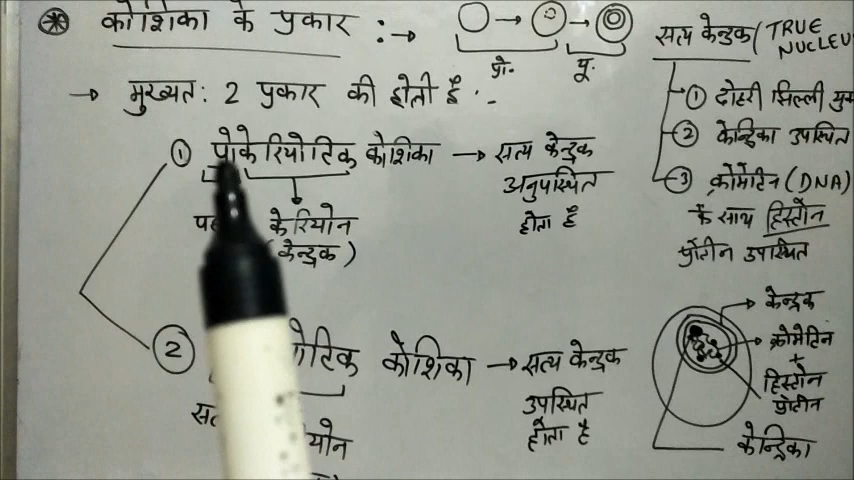 ⊛ कोशिका के प्रकार :→
प्रो. यू.
→ मुख्यत: 2 प्रकार की होती है :-
① प्रोकेरियोटिक कोशिका → सत्य केन्द्रक
अनुपस्थित
होता है
केरियोन
(केन्द्रक)
② कोशिका → सत्य केन्द्रक
उपस्थित
होता है
सत्य केन्द्रक (TRUE
NUCLEU
① दोहरी झिल्ली
② केन्द्रिका उपस्थित
③ क्रोमेटिन (DNA)
के साथ हिस्टोन
प्रोटीन उपस्थित
केन्द्रक
क्रोमेटिन
+
हिस्टोन
प्रोटीन
केन्द्रिका